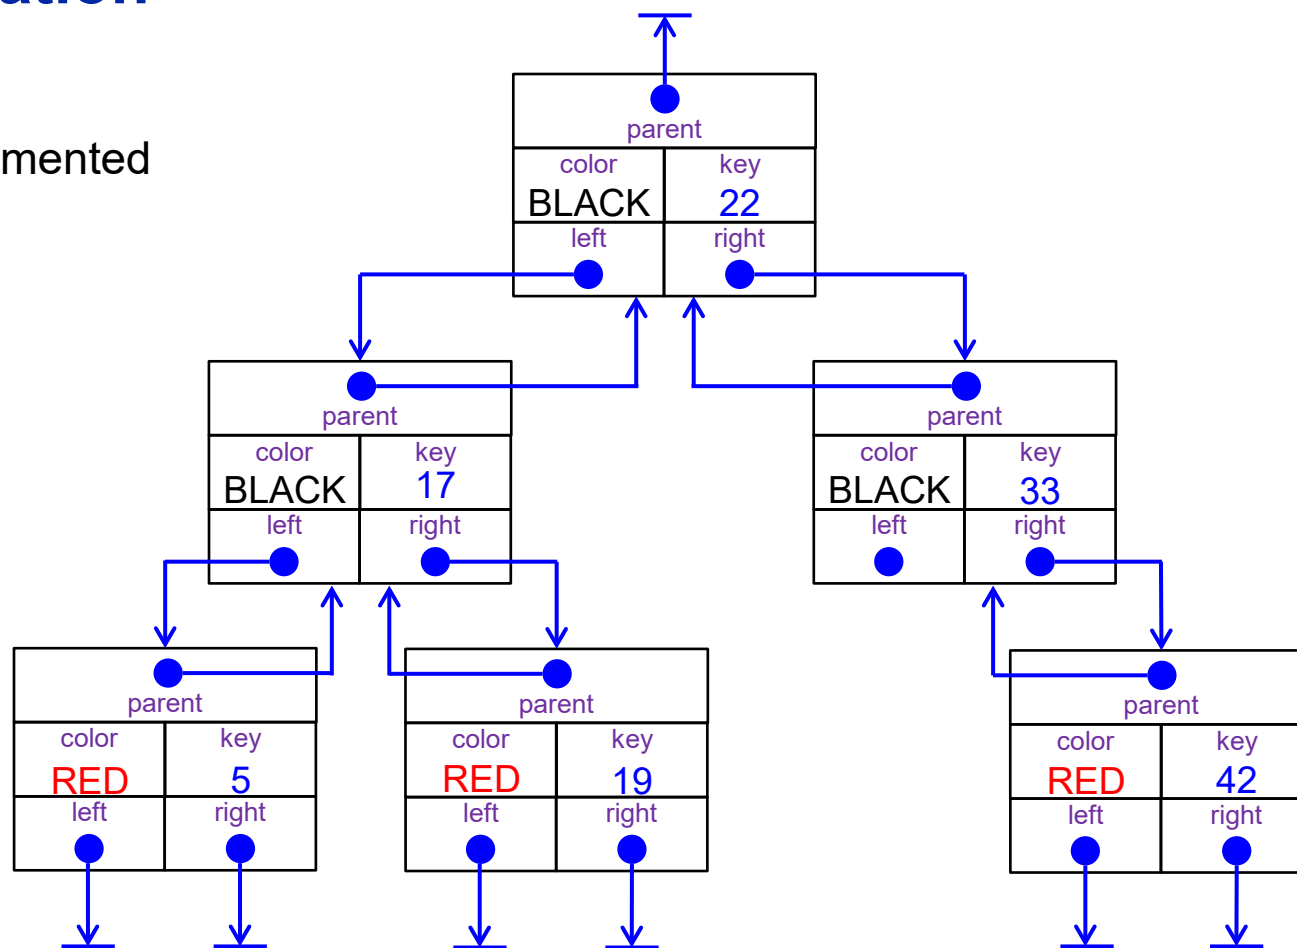 ation
mented
parent
color key
BLACK 22
left right
parent
color key
BLACK 17
left right
parent
color key
BLACK 33
left right
parent
color key
RED 5
left right
parent
color key
RED 19
left right
parent
color key
RED 42
left right